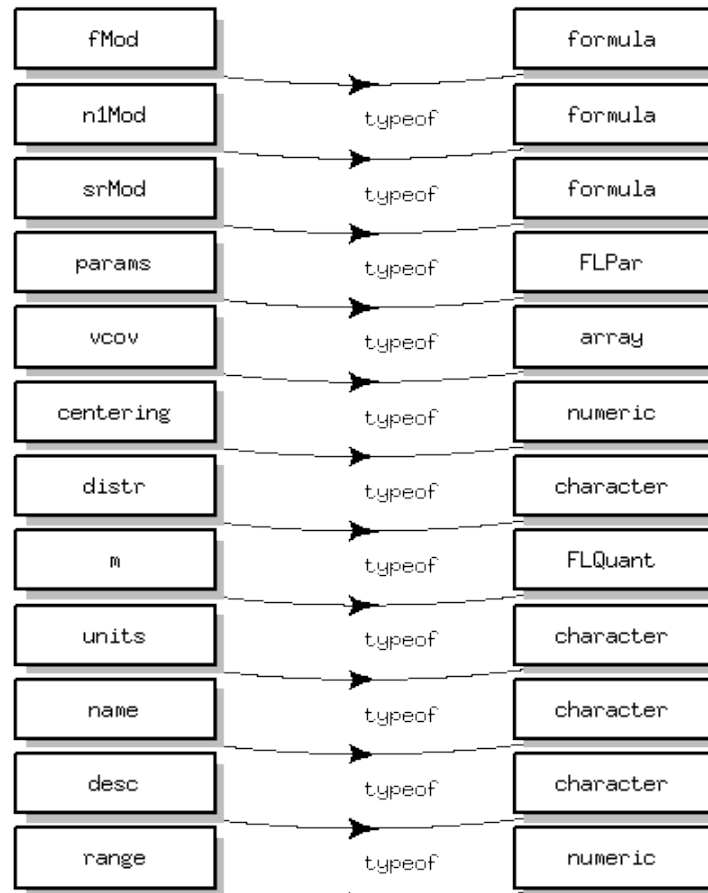 fMod formula
typeof
n1Mod formula
typeof
srMod formula
typeof
params FLPar
typeof
vcov array
typeof
centering numeric
typeof
distr character
typeof
m FLQuant
typeof
units character
typeof
name character
typeof
desc character
typeof
range numeric
typeof